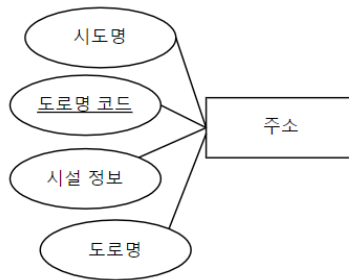 시도명
도로명 코드
주소
시설 정보
도로명